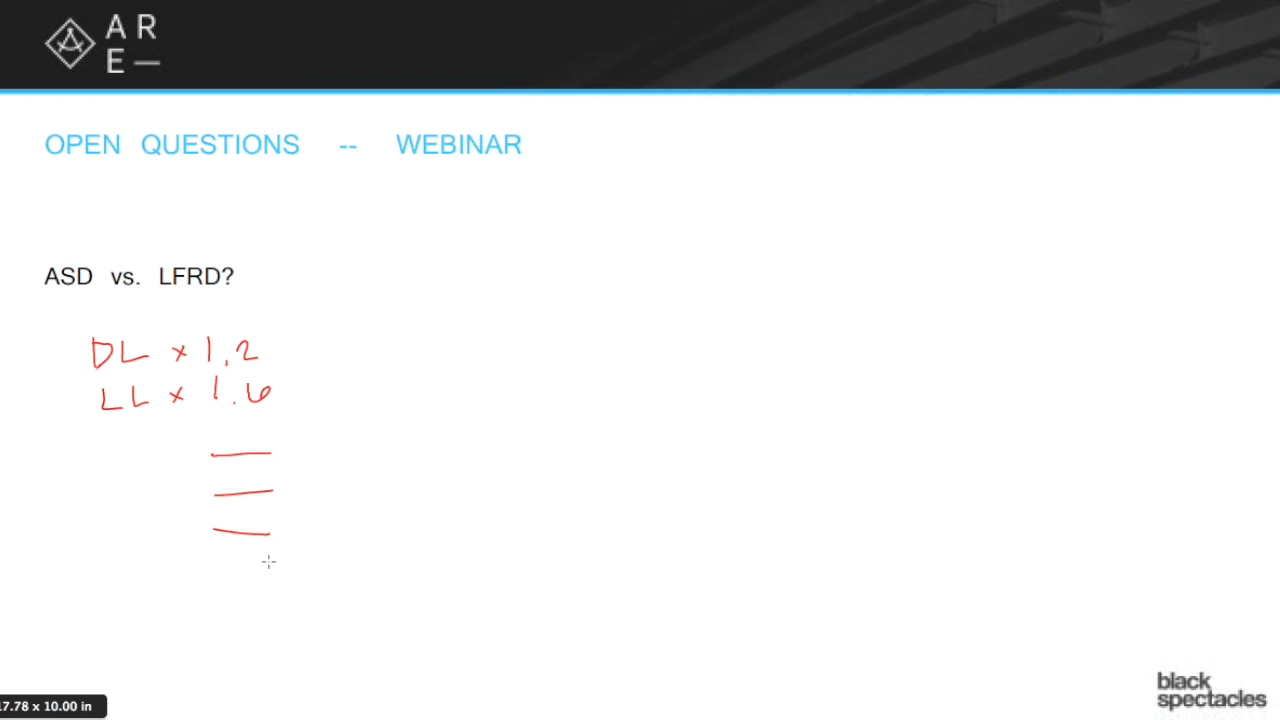 A R
E —
OPEN QUESTIONS -- WEBINAR
ASD vs. LFRD?
DL × 1.2
LL × 1.6
17.78 x 10.00 in
black
spectacles